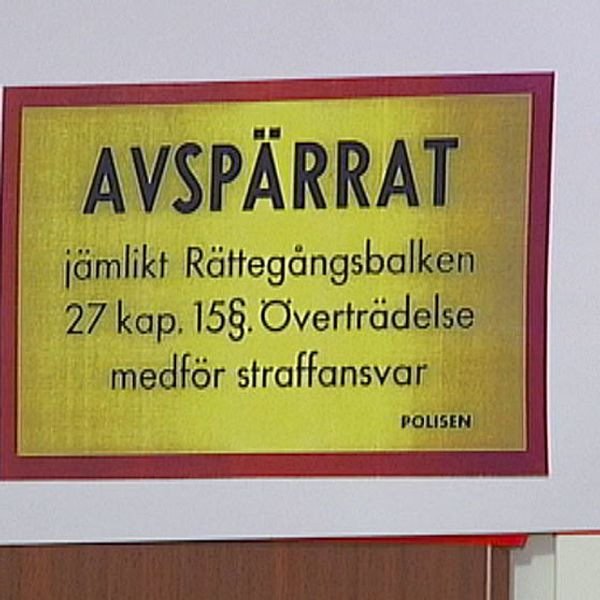 AVSPÄRRAT
jämlikt Rättegångsbalken
27 kap. 15§. Överträdelse
medför straffansvar
POLISEN